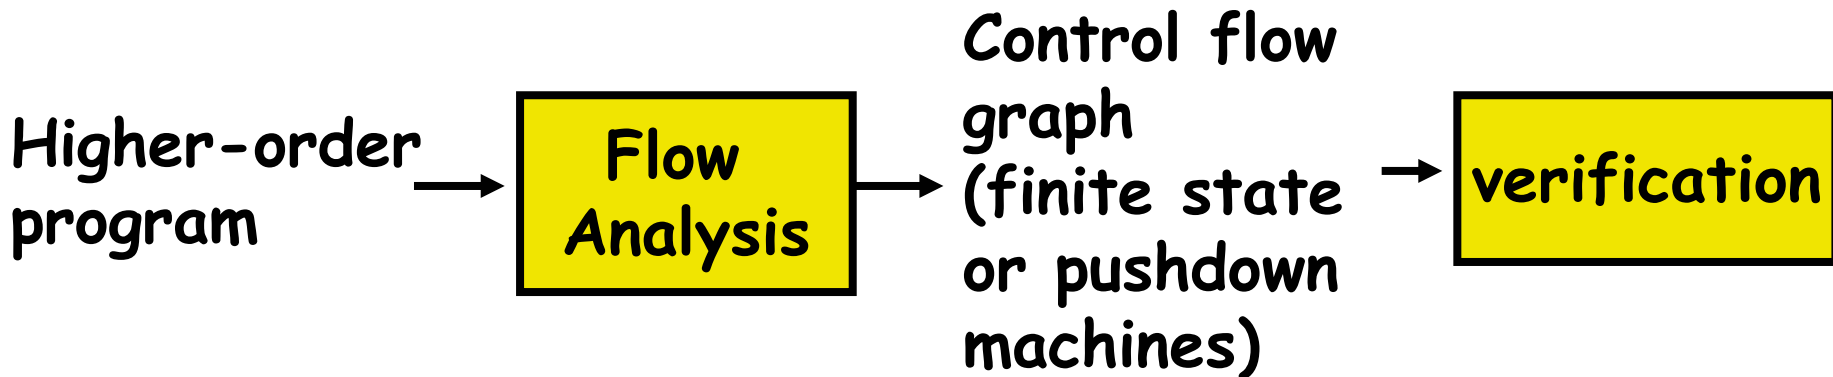 Higher-order
program
Flow
Analysis
Control flow
graph
(finite state
or pushdown
machines)
verification